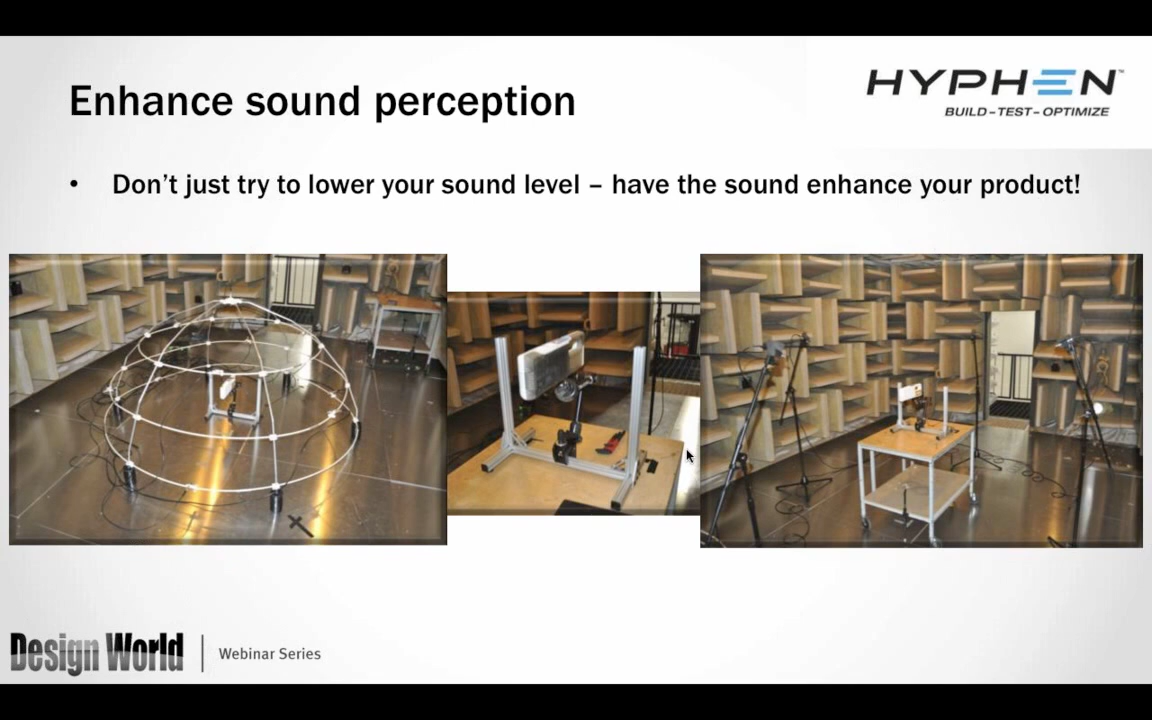 Enhance sound perception
HYPHEN™
BUILD–TEST–OPTIMIZE
• Don’t just try to lower your sound level – have the sound enhance your product!
Design World
Webinar Series